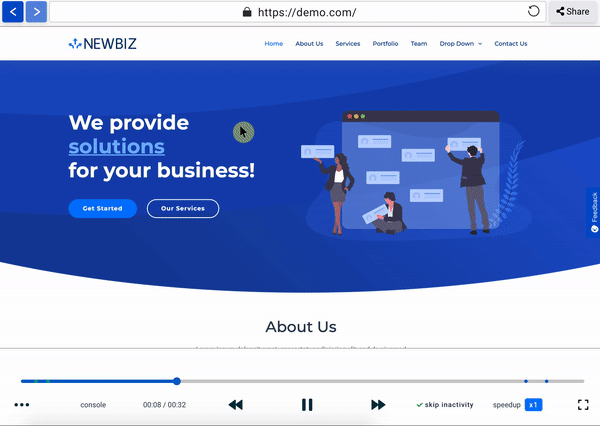 https://demo.com/
Share
NEWBIZ
Home About Us Services Portfolio Team Drop Down Contact Us
We provide
solutions
for your business!
Get Started Our Services
Feedback
About Us
console 00:08 / 00:32 skip inactivity speedup x1